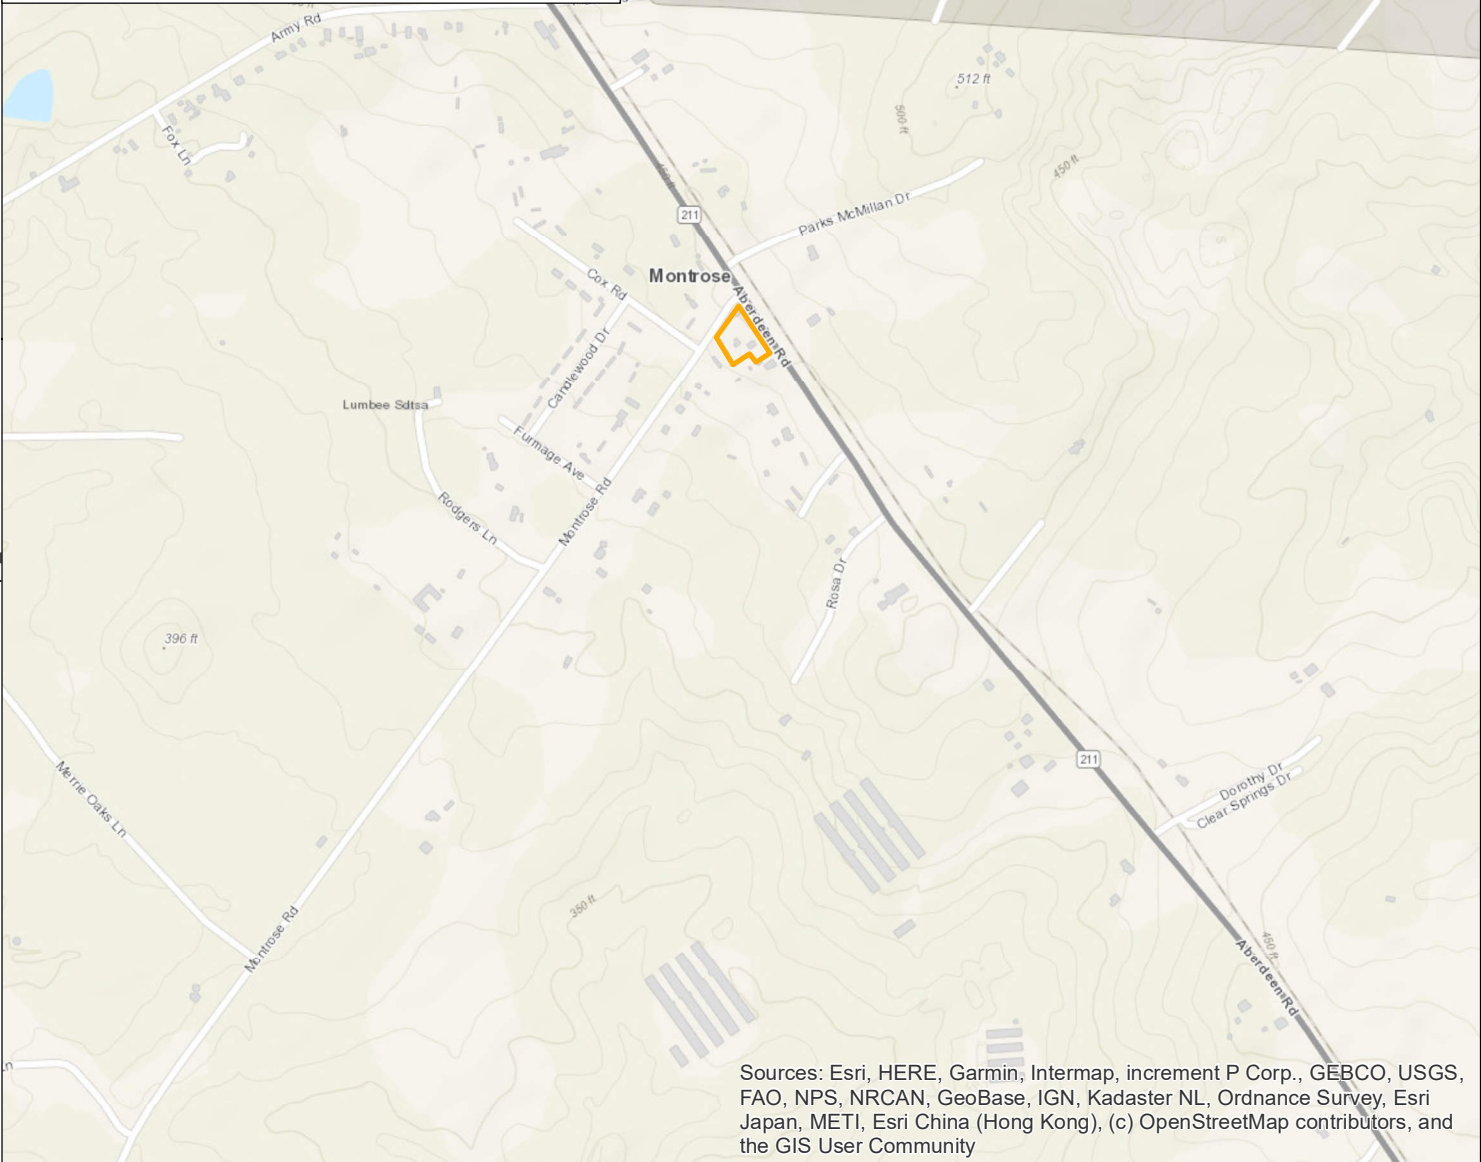 Army Rd
Fox Ln
512 ft
500 ft
450 ft
450 ft
211
Parks McMillan Dr
Montrose
Cox Rd
Aberdeen Rd
Candlewood Dr
Lumbee Sdtsa
Furmage Ave
Montrose Rd
Rodgers Ln
Rosa Dr
396 ft
211
Merrie Oaks Ln
Dorothy Dr
Clear Springs Dr
350 ft
Montrose Rd
450 ft
Aberdeen Rd
Ln
Sources: Esri, HERE, Garmin, Intermap, increment P Corp., GEBCO, USGS,
FAO, NPS, NRCAN, GeoBase, IGN, Kadaster NL, Ordnance Survey, Esri
Japan, METI, Esri China (Hong Kong), (c) OpenStreetMap contributors, and
the GIS User Community